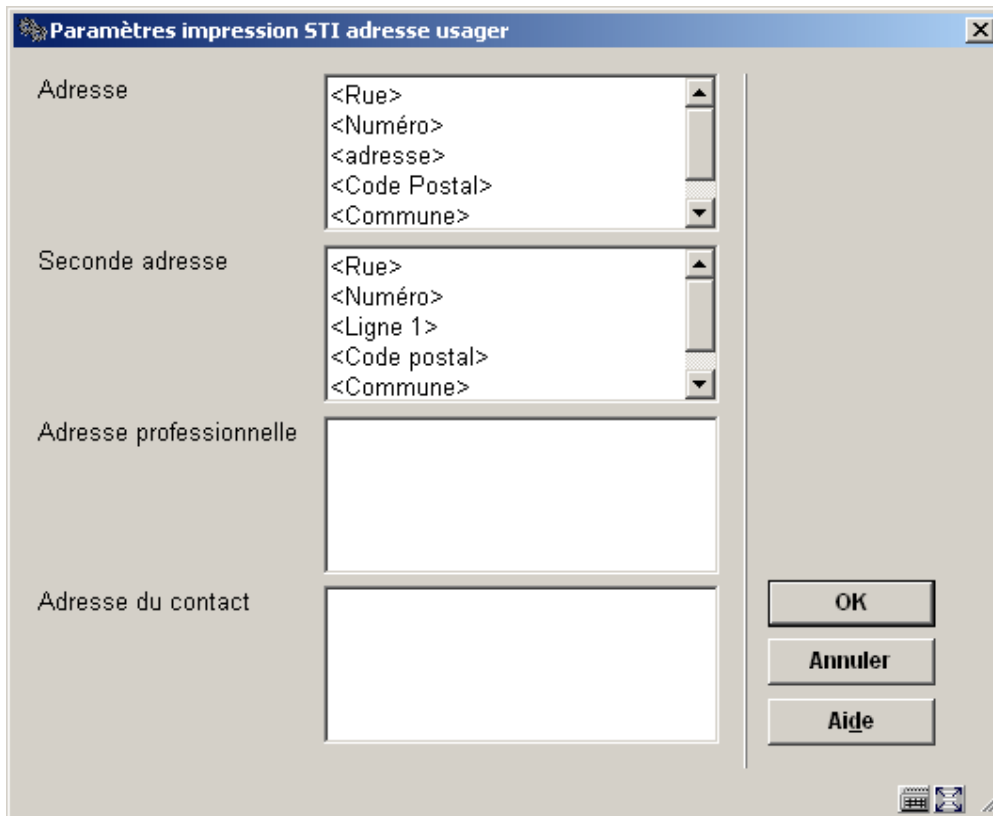 Paramètres impression STI adresse usager
Adresse
<Rue>
<Numéro>
<adresse>
<Code Postal>
<Commune>
Seconde adresse
<Rue>
<Numéro>
<Ligne 1>
<Code postal>
<Commune>
Adresse professionnelle
Adresse du contact
OK
Annuler
Aide